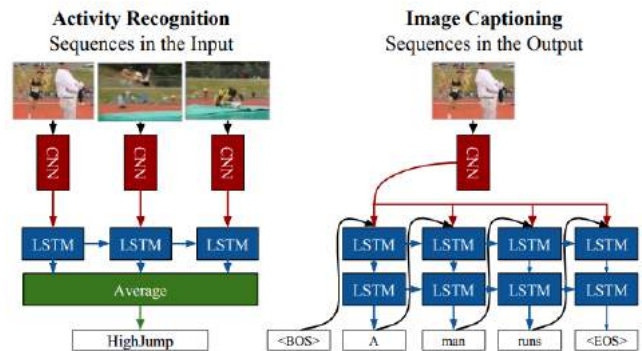 Activity Recognition
Sequences in the Input
CNN
CNN
CNN
LSTM
LSTM
LSTM
Average
HighJump
Image Captioning
Sequences in the Output
CNN
LSTM
LSTM
LSTM
LSTM
LSTM
LSTM
LSTM
LSTM
<BOS>
A
man
runs
<EOS>